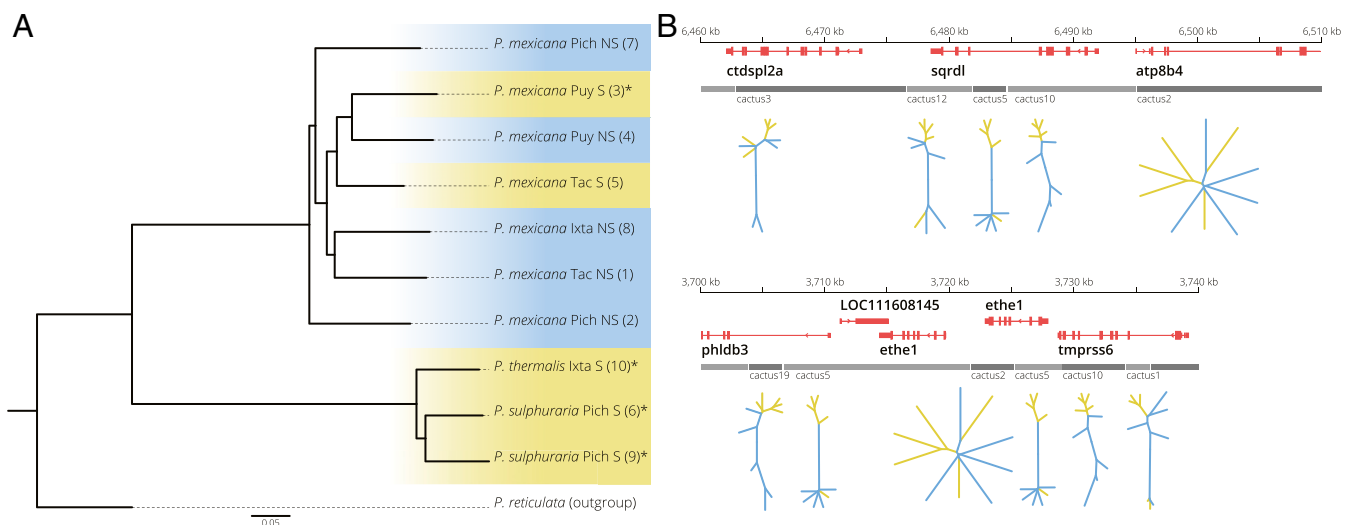 A
P. mexicana Pich NS (7)
P. mexicana Puy S (3)*
P. mexicana Puy NS (4)
P. mexicana Tac S (5)
P. mexicana Ixta NS (8)
P. mexicana Tac NS (1)
P. mexicana Pich NS (2)
P. thermalis Ixta S (10)*
P. sulphuraria Pich S (6)*
P. sulphuraria Pich S (9)*
P. reticulata (outgroup)
0.05
B
6,460 kb 6,470 kb 6,480 kb 6,490 kb 6,500 kb 6,510 kb
ctdspl2a sqrdl atp8b4
cactus3 cactus12 cactus5 cactus10 cactus2
3,700 kb 3,710 kb 3,720 kb 3,730 kb 3,740 kb
LOC111608145 ethe1
phldb3 ethe1 tmprss6
cactus19 cactus5 cactus2 cactus5 cactus10 cactus1